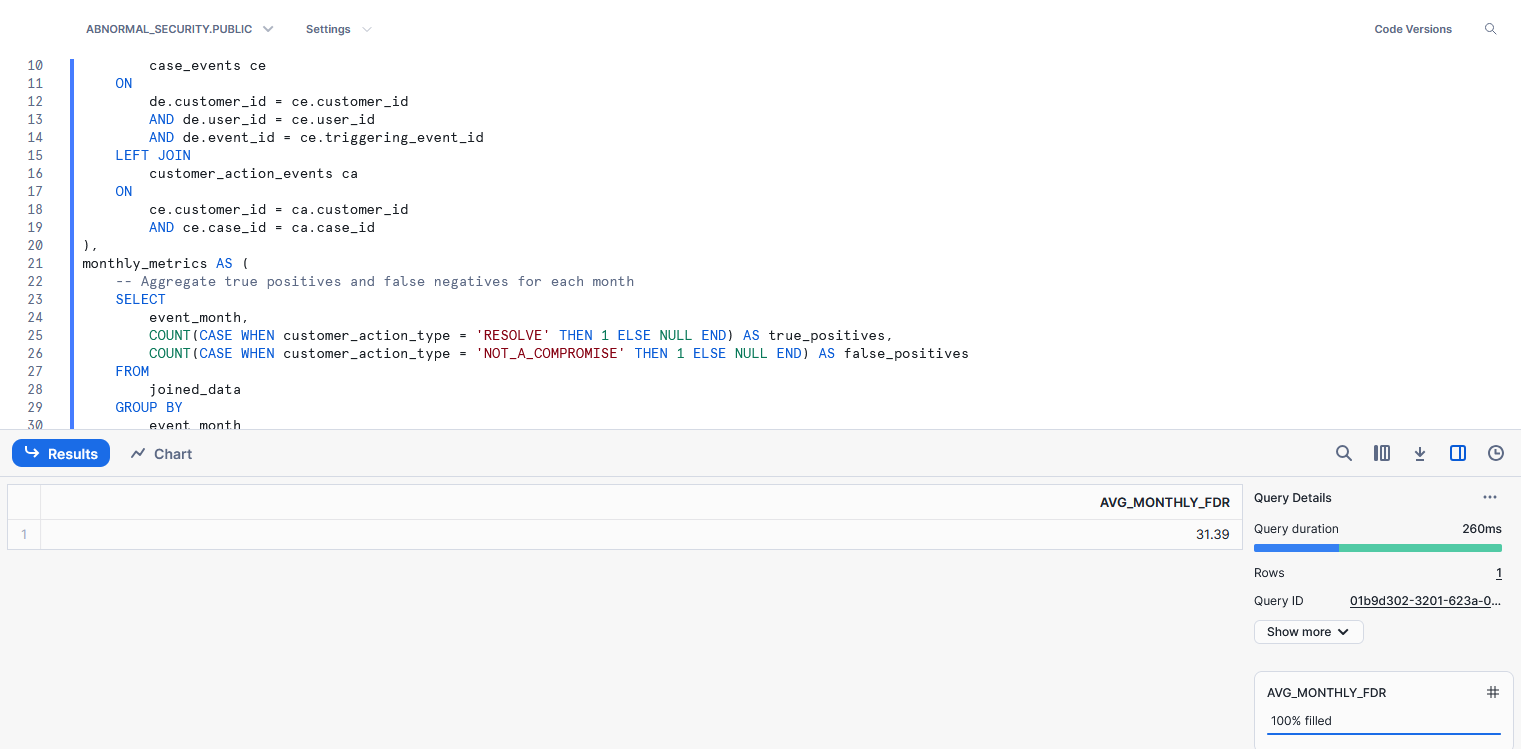 ABNORMAL_SECURITY.PUBLIC Settings Code Versions
10 case_events ce
11 ON
12 de.customer_id = ce.customer_id
13 AND de.user_id = ce.user_id
14 AND de.event_id = ce.triggering_event_id
15 LEFT JOIN
16 customer_action_events ca
17 ON
18 ce.customer_id = ca.customer_id
19 AND ce.case_id = ca.case_id
20 ),
21 monthly_metrics AS (
22 -- Aggregate true positives and false negatives for each month
23 SELECT
24 event_month,
25 COUNT(CASE WHEN customer_action_type = 'RESOLVE' THEN 1 ELSE NULL END) AS true_positives,
26 COUNT(CASE WHEN customer_action_type = 'NOT_A_COMPROMISE' THEN 1 ELSE NULL END) AS false_positives
27 FROM
28 joined_data
29 GROUP BY
30 event_month
Results Chart
AVG_MONTHLY_FDR
1 31.39
Query Details ...
Query duration 260ms
Rows 1
Query ID 01b9d302-3201-623a-0...
Show more
AVG_MONTHLY_FDR #
100% filled